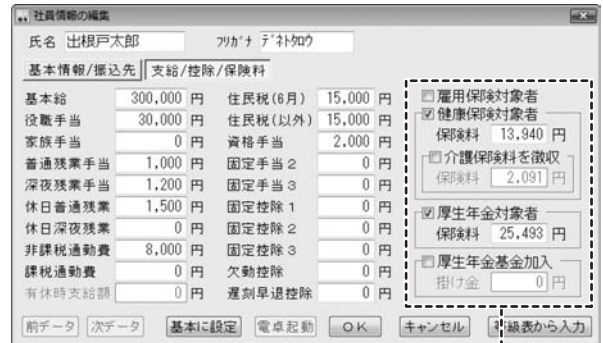 社員情報の編集
氏名 出根戸太郎 フリガナ デネトタロウ
基本情報/振込先 支給/控除/保険料
基本給 300,000 円 住民税(6月) 15,000 円 雇用保険対象者
役職手当 30,000 円 住民税(以外) 15,000 円 健康保険対象者
家族手当 0 円 資格手当 2,000 円 保険料 13,940 円
普通残業手当 1,000 円 固定手当2 0 円 介護保険料を徴収
深夜残業手当 1,200 円 固定手当3 0 円 保険料 2,091 円
休日普通残業 1,500 円 固定控除1 0 円 厚生年金対象者
休日深夜残業 0 円 固定控除2 0 円 保険料 25,493 円
非課税通勤費 8,000 円 固定控除3 0 円 厚生年金基金加入
課税通勤費 0 円 欠勤控除 0 円 掛け金 0 円
有休時支給額 0 円 遅刻早退控除 0 円
前データ 次データ 基本に設定 電卓起動 OK キャンセル 等級表から入力